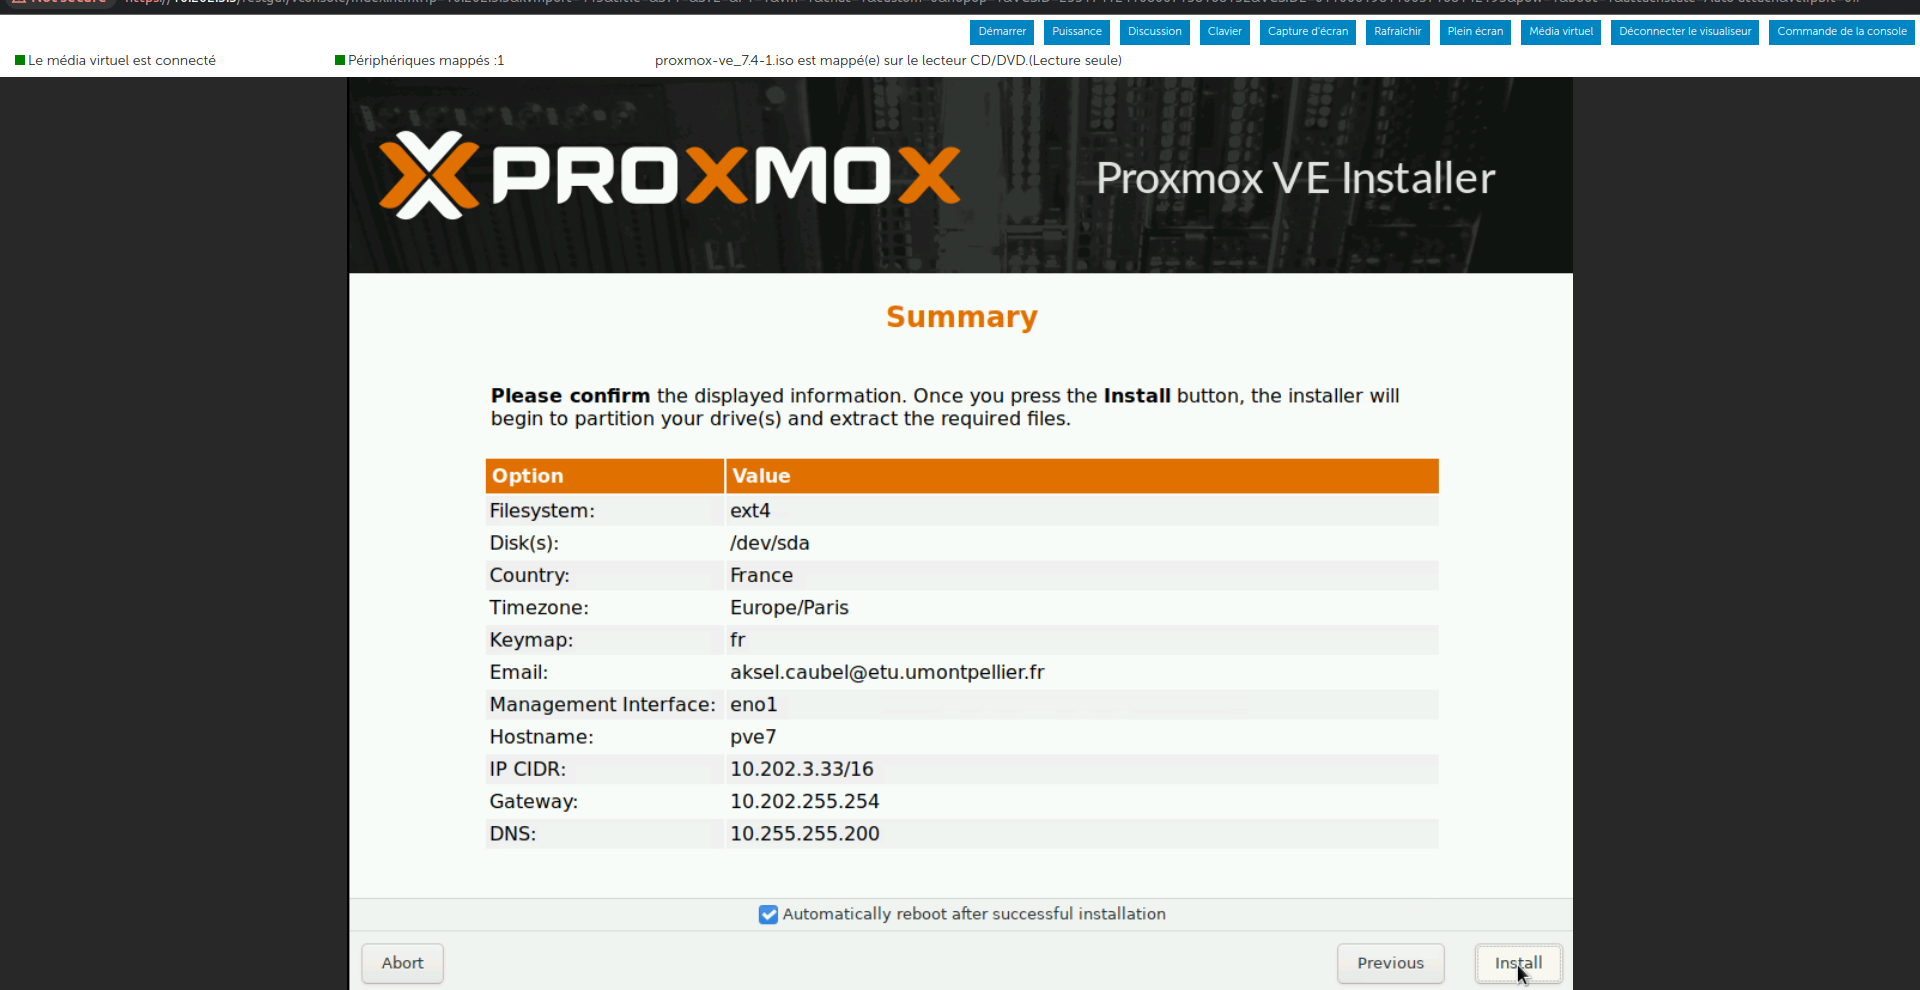 Démarrer Puissance Discussion Clavier Capture d'écran Rafraîchir Plein écran Média virtuel Déconnecter le visualiseur Commande de la console
Le média virtuel est connecté Périphériques mappés :1 proxmox-ve_7.4-1.iso est mappé(e) sur le lecteur CD/DVD.(Lecture seule)
PROXMOX Proxmox VE Installer
Summary
Please confirm the displayed information. Once you press the Install button, the installer will
begin to partition your drive(s) and extract the required files.
Option Value
Filesystem: ext4
Disk(s): /dev/sda
Country: France
Timezone: Europe/Paris
Keymap: fr
Email: aksel.caubel@etu.umontpellier.fr
Management Interface: eno1
Hostname: pve7
IP CIDR: 10.202.3.33/16
Gateway: 10.202.255.254
DNS: 10.255.255.200
Automatically reboot after successful installation
Abort Previous Install